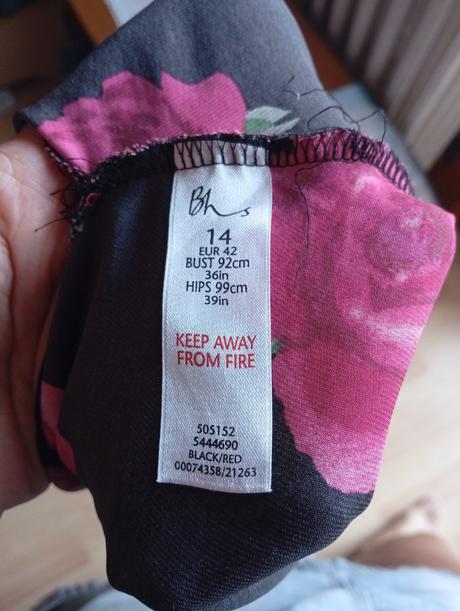 Bhs
14
EUR 42
BUST 92cm
36in
HIPS 99cm
39in
KEEP AWAY
FROM FIRE
505152
5444690
BLACK/RED
00074358/21263